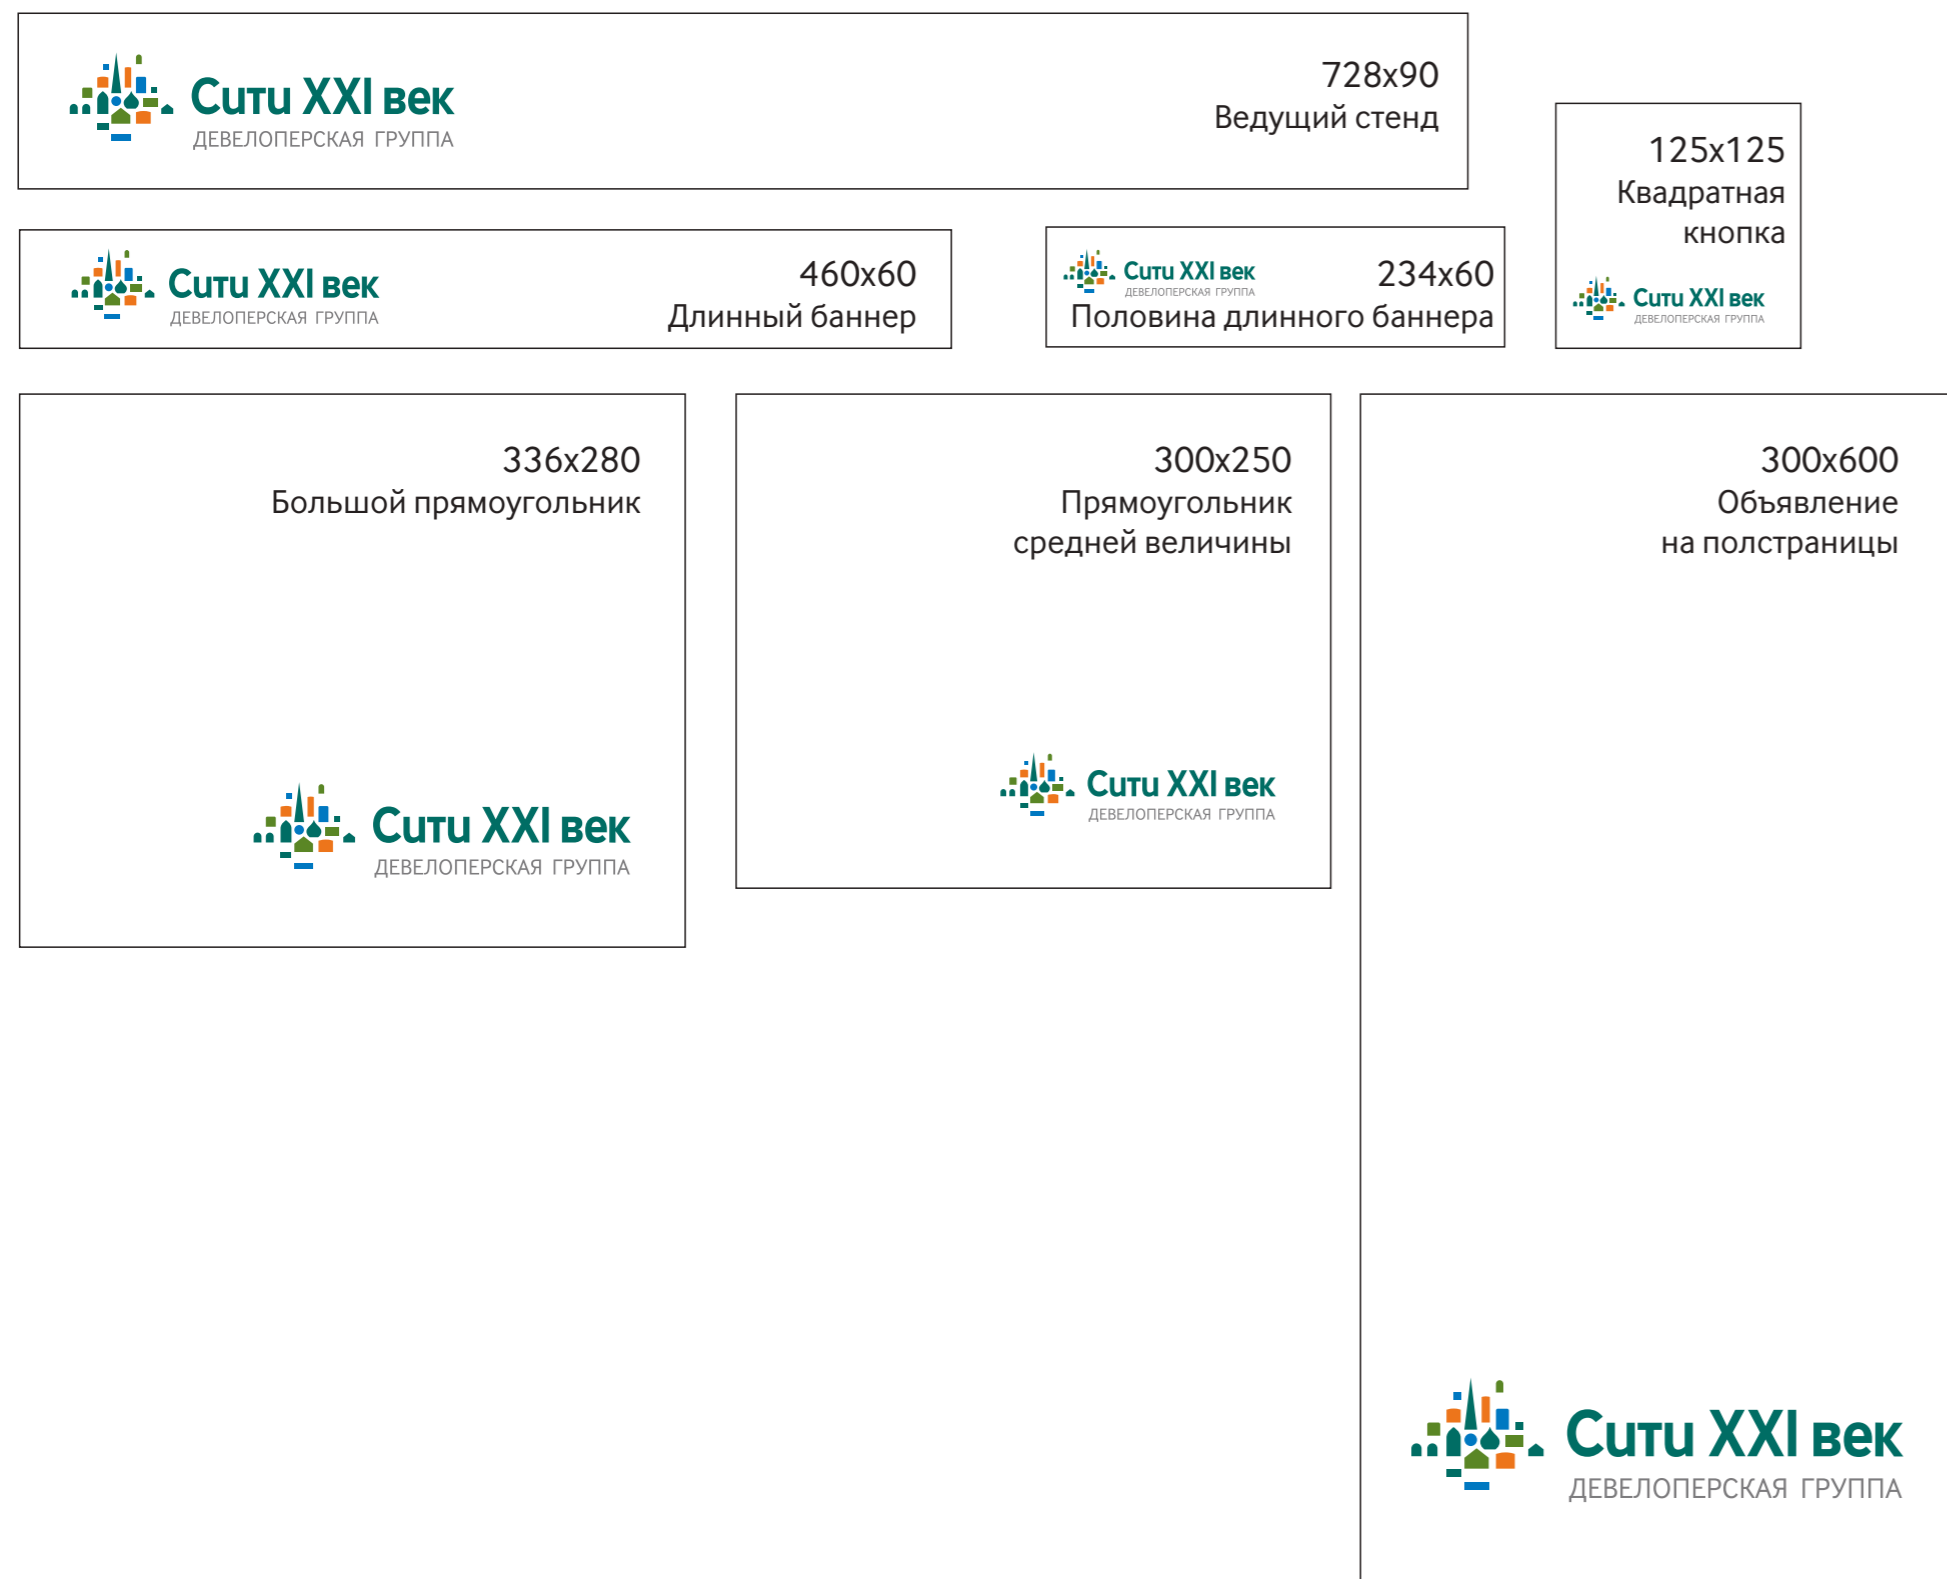 Сити XXI век
ДЕВЕЛОПЕРСКАЯ ГРУППА
728x90
Ведущий стенд
125x125
Квадратная
кнопка
Сити XXI век
ДЕВЕЛОПЕРСКАЯ ГРУППА
Сити XXI век
ДЕВЕЛОПЕРСКАЯ ГРУППА
460x60
Длинный баннер
Сити XXI век
ДЕВЕЛОПЕРСКАЯ ГРУППА
234x60
Половина длинного баннера
336x280
Большой прямоугольник
Сити XXI век
ДЕВЕЛОПЕРСКАЯ ГРУППА
300x250
Прямоугольник
средней величины
Сити XXI век
ДЕВЕЛОПЕРСКАЯ ГРУППА
300x600
Объявление
на полстраницы
Сити XXI век
ДЕВЕЛОПЕРСКАЯ ГРУППА